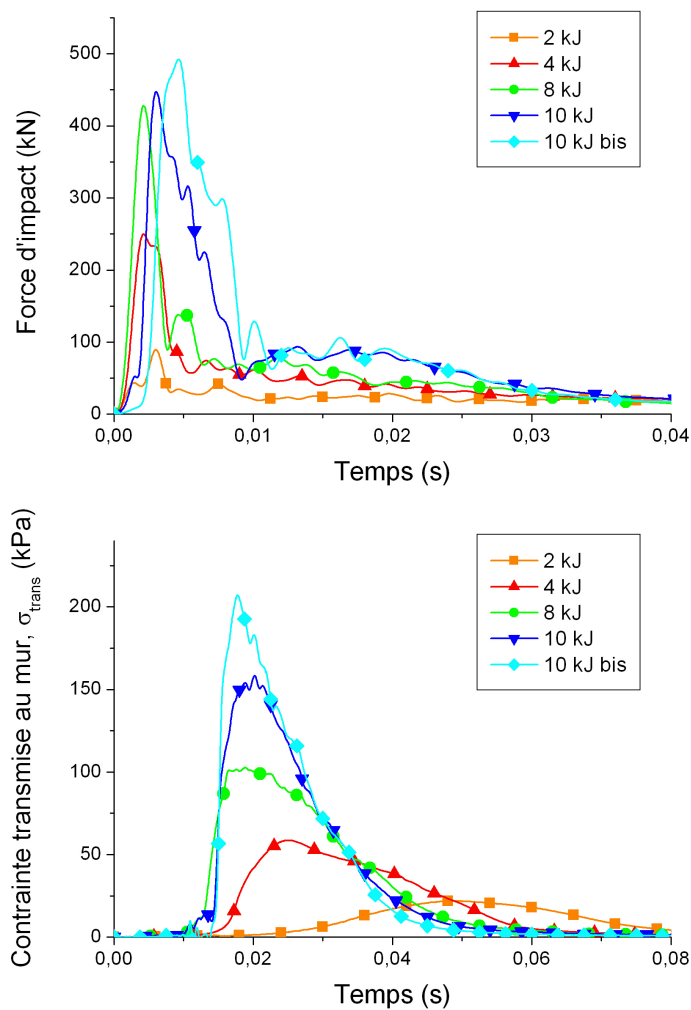 Force d'impact (kN)
500
400
300
200
100
0
2 kJ
4 kJ
8 kJ
10 kJ
10 kJ bis
0,00
0,01
0,02
0,03
0,04
Temps (s)
Contrainte transmise au mur, σtrans (kPa)
200
150
100
50
0
2 kJ
4 kJ
8 kJ
10 kJ
10 kJ bis
0,00
0,02
0,04
0,06
0,08
Temps (s)